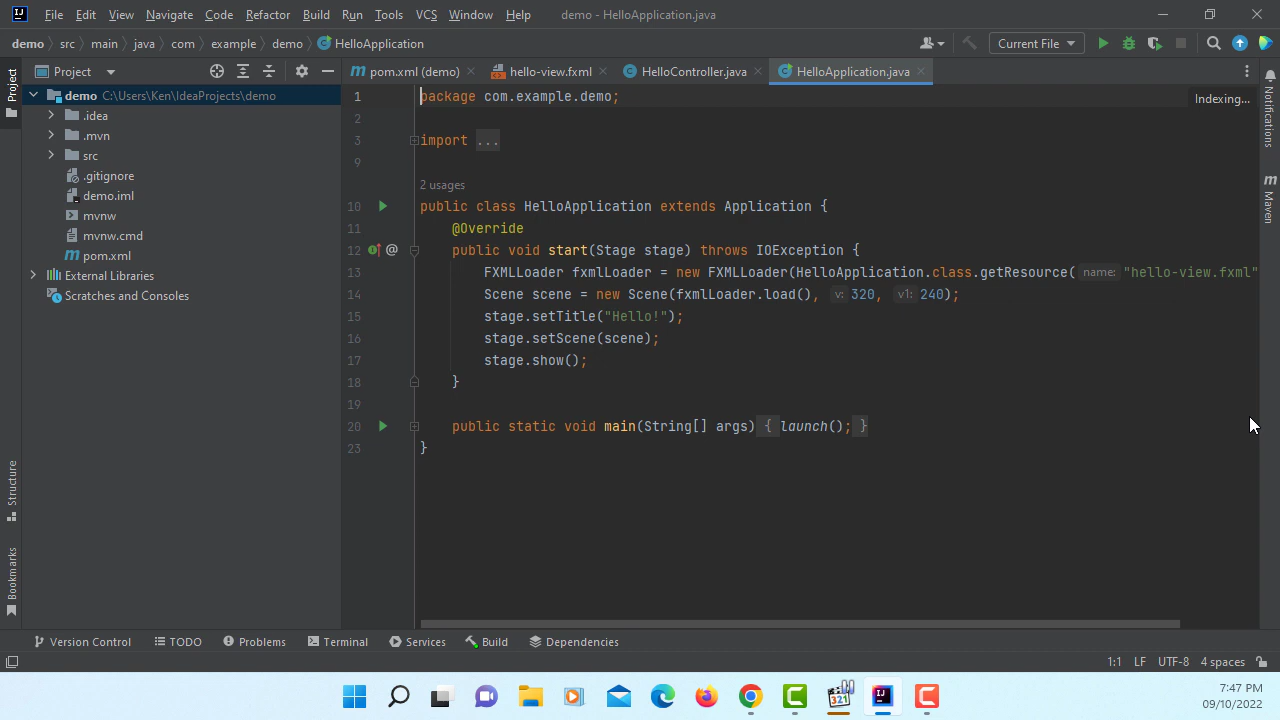 File Edit View Navigate Code Refactor Build Run Tools VCS Window Help demo - HelloApplication.java
demo src main java com example demo HelloApplication Current File
Project
Project
pom.xml (demo) hello-view.fxml HelloController.java HelloApplication.java
demo C:\Users\Ken\IdeaProjects\demo
.idea
.mvn
src
.gitignore
demo.iml
mvnw
mvnw.cmd
pom.xml
External Libraries
Scratches and Consoles
Indexing...
1 package com.example.demo;
2
3 import ...
9
2 usages
10 public class HelloApplication extends Application {
11 @Override
12 @ public void start(Stage stage) throws IOException {
13 FXMLLoader fxmlLoader = new FXMLLoader(HelloApplication.class.getResource( name: "hello-view.fxml"
14 Scene scene = new Scene(fxmlLoader.load(), v: 320, v1: 240);
15 stage.setTitle("Hello!");
16 stage.setScene(scene);
17 stage.show();
18 }
19
20 public static void main(String[] args) { launch(); }
23 }
Notifications
Maven
Structure
Bookmarks
Version Control TODO Problems Terminal Services Build Dependencies
1:1 LF UTF-8 4 spaces
321
7:47 PM
09/10/2022